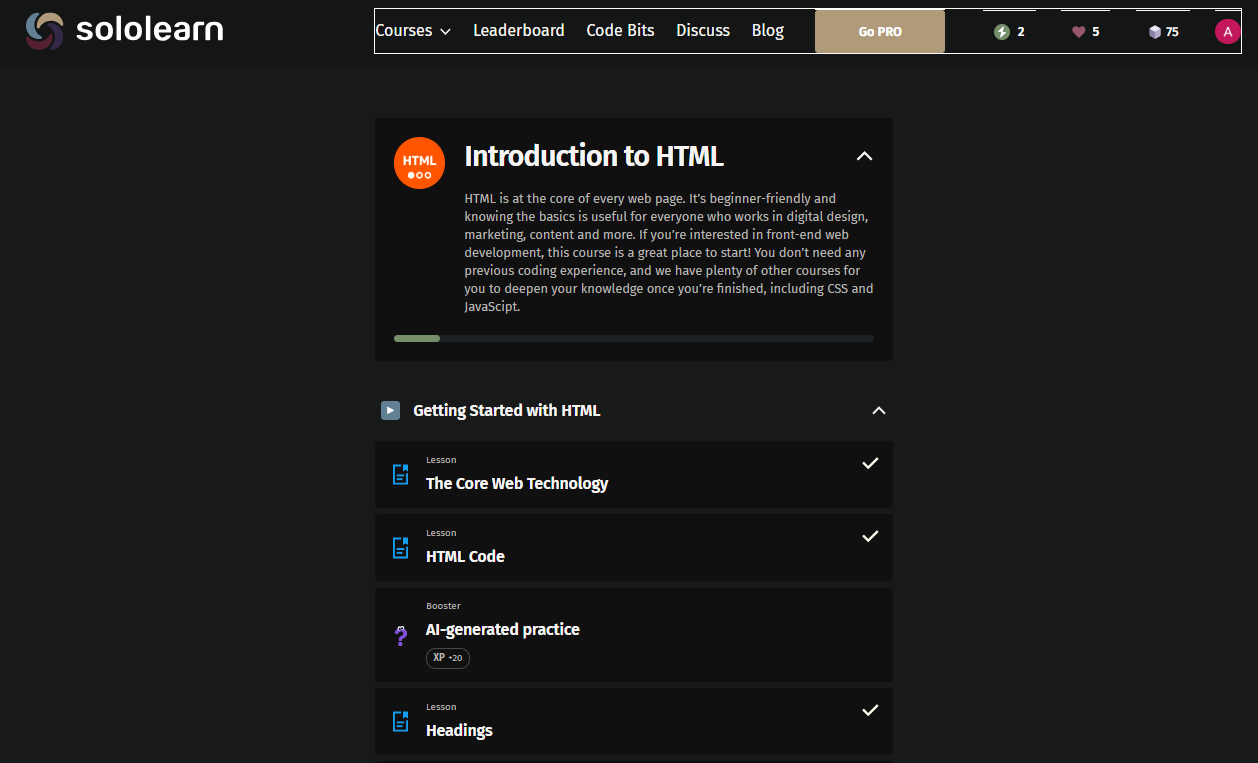 sololearn
Courses Leaderboard Code Bits Discuss Blog Go PRO 2 5 75 A
HTML
Introduction to HTML
HTML is at the core of every web page. It's beginner-friendly and
knowing the basics is useful for everyone who works in digital design,
marketing, content and more. If you're interested in front-end web
development, this course is a great place to start! You don't need any
previous coding experience, and we have plenty of other courses for
you to deepen your knowledge once you're finished, including CSS and
JavaScipt.
Getting Started with HTML
Lesson
The Core Web Technology
Lesson
HTML Code
Booster
AI-generated practice
XP +20
Lesson
Headings